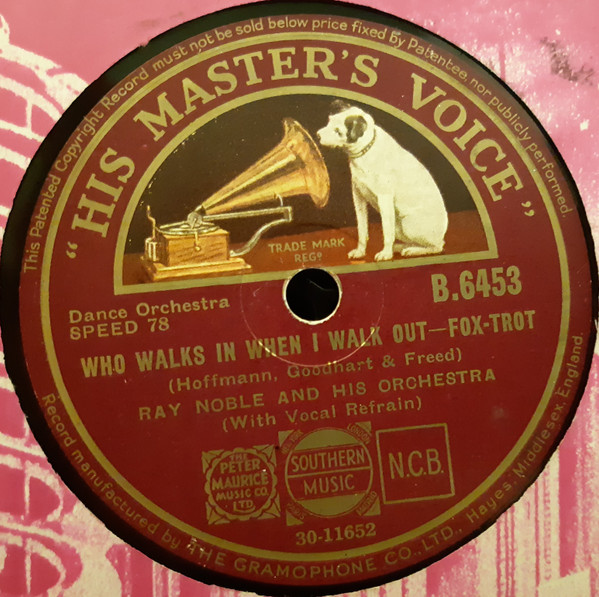 This Patented Copyright Record must not be sold below price fixed by Patentee, nor publicly performed.
"HIS MASTER'S VOICE"
TRADE MARK
REGD
Dance Orchestra
SPEED 78
B.6453
WHO WALKS IN WHEN I WALK OUT—FOX-TROT
(Hoffmann, Goodhart & Freed)
RAY NOBLE AND HIS ORCHESTRA
(With Vocal Refrain)
THE
PETER
MAURICE
MUSIC CO.
LTD
SOUTHERN
MUSIC
N.C.B.
30-11652
Record manufactured by THE GRAMOPHONE CO., LTD., Hayes, Middlesex, England.